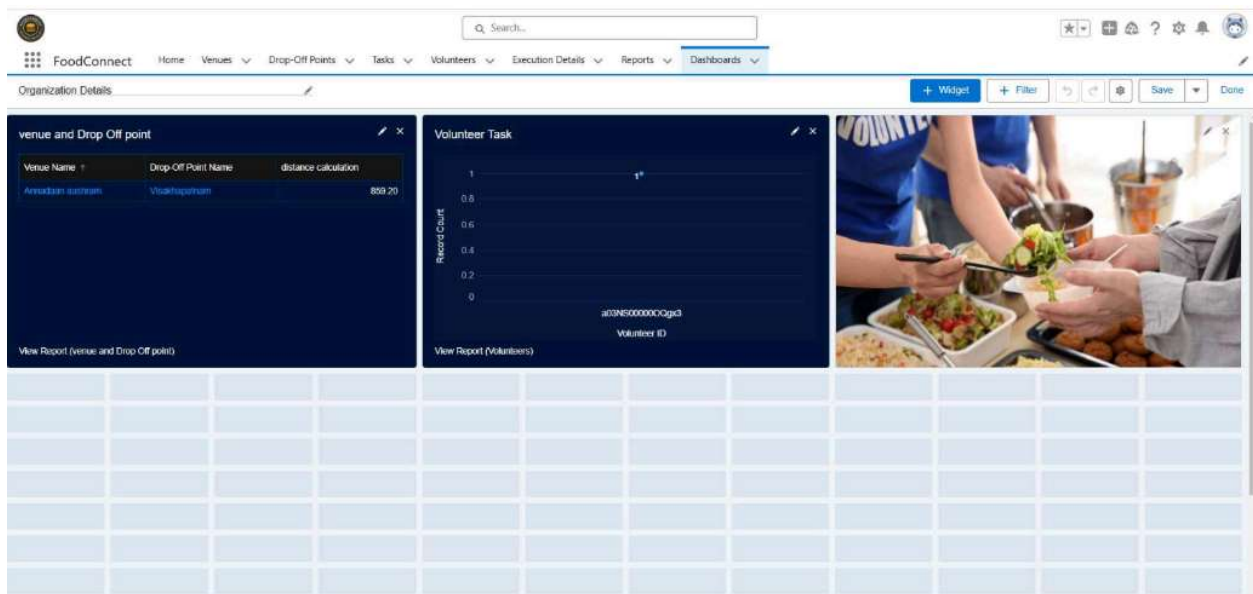 Search...
FoodConnect Home Venues Drop-Off Points Tasks Volunteers Execution Details Reports Dashboards
Organization Details + Widget + Filter Save Done
venue and Drop Off point
Venue Name ↑ Drop-Off Point Name distance calculation
Visakhapatnam 859.20
View Report (venue and Drop Off point)
Volunteer Task
Record Count
1
0.8
0.6
0.4
0.2
0
1
Volunteer ID
View Report (Volunteers)
VOLUNTE